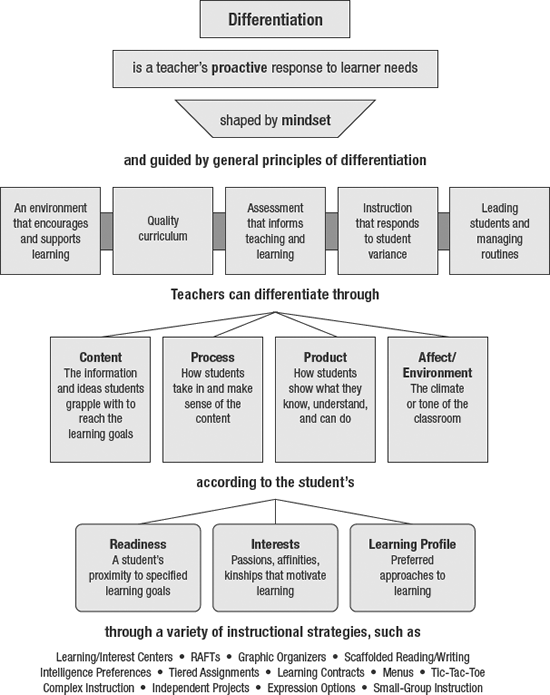 Differentiation
is a teacher's proactive response to learner needs
shaped by mindset
and guided by general principles of differentiation
An environment
that encourages
and supports
learning
Quality
curriculum
Assessment
that informs
teaching and
learning
Instruction
that responds
to student
variance
Leading
students and
managing
routines
Teachers can differentiate through
Content
The information
and ideas students
grapple with to
reach the
learning goals
Process
How students
take in and make
sense of the
content
Product
How students
show what they
know, understand,
and can do
Affect/
Environment
The climate
or tone of the
classroom
according to the student's
Readiness
A student's
proximity to specified
learning goals
Interests
Passions, affinities,
kinships that motivate
learning
Learning Profile
Preferred
approaches to
learning
through a variety of instructional strategies, such as
Learning/Interest Centers • RAFTs • Graphic Organizers • Scaffolded Reading/Writing
Intelligence Preferences • Tiered Assignments • Learning Contracts • Menus • Tic-Tac-Toe
Complex Instruction • Independent Projects • Expression Options • Small-Group Instruction